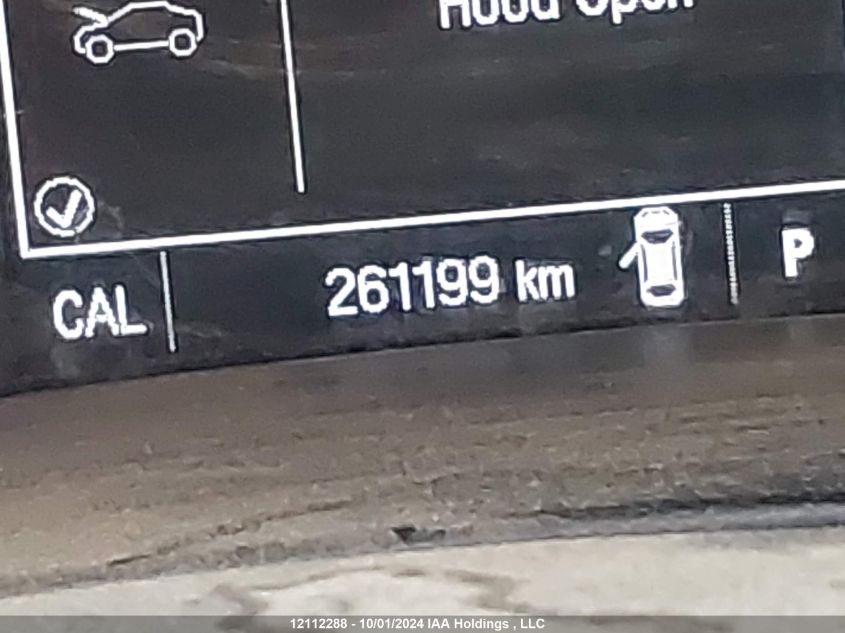 Hood Open
CAL 261199 km P
12112288 - 10/01/2024 IAA Holdings , LLC